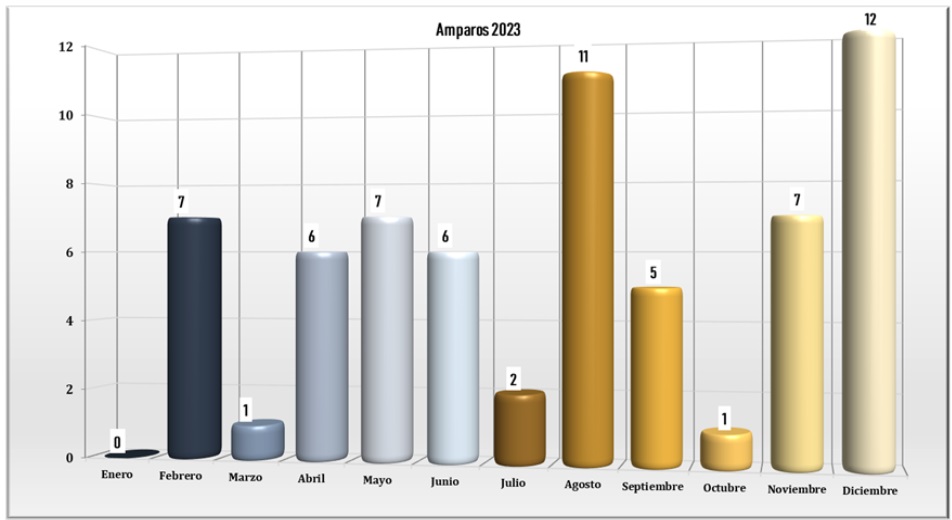 Amparos 2023
12
10
8
6
4
2
0
0
7
1
6
7
6
2
11
5
1
7
12
Enero
Febrero
Marzo
Abril
Mayo
Junio
Julio
Agosto
Septiembre
Octubre
Noviembre
Diciembre